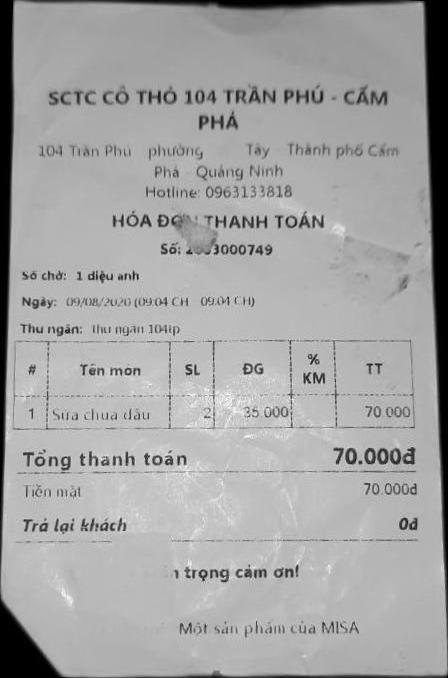 SCTC CÔ THỎ 104 TRẦN PHÚ - CẨM
PHẢ
104 Trần Phú phường Tây Thành phố Cẩm
Phả Quảng Ninh
Hotline: 0963133818
HÓA ĐƠN THANH TOÁN
Số: 3000749
Số chờ: 1 diệu anh
Ngày: 09/08/2020 (09:04 CH 09:04 CH)
Thu ngân: thu ngân 104tp
# Tên món SL ĐG % KM TT
1 Sữa chua dâu 2 35.000 70.000
Tổng thanh toán 70.000đ
Tiền mặt 70.000đ
Trả lại khách 0đ
trọng cảm ơn!
Một sản phẩm của MISA